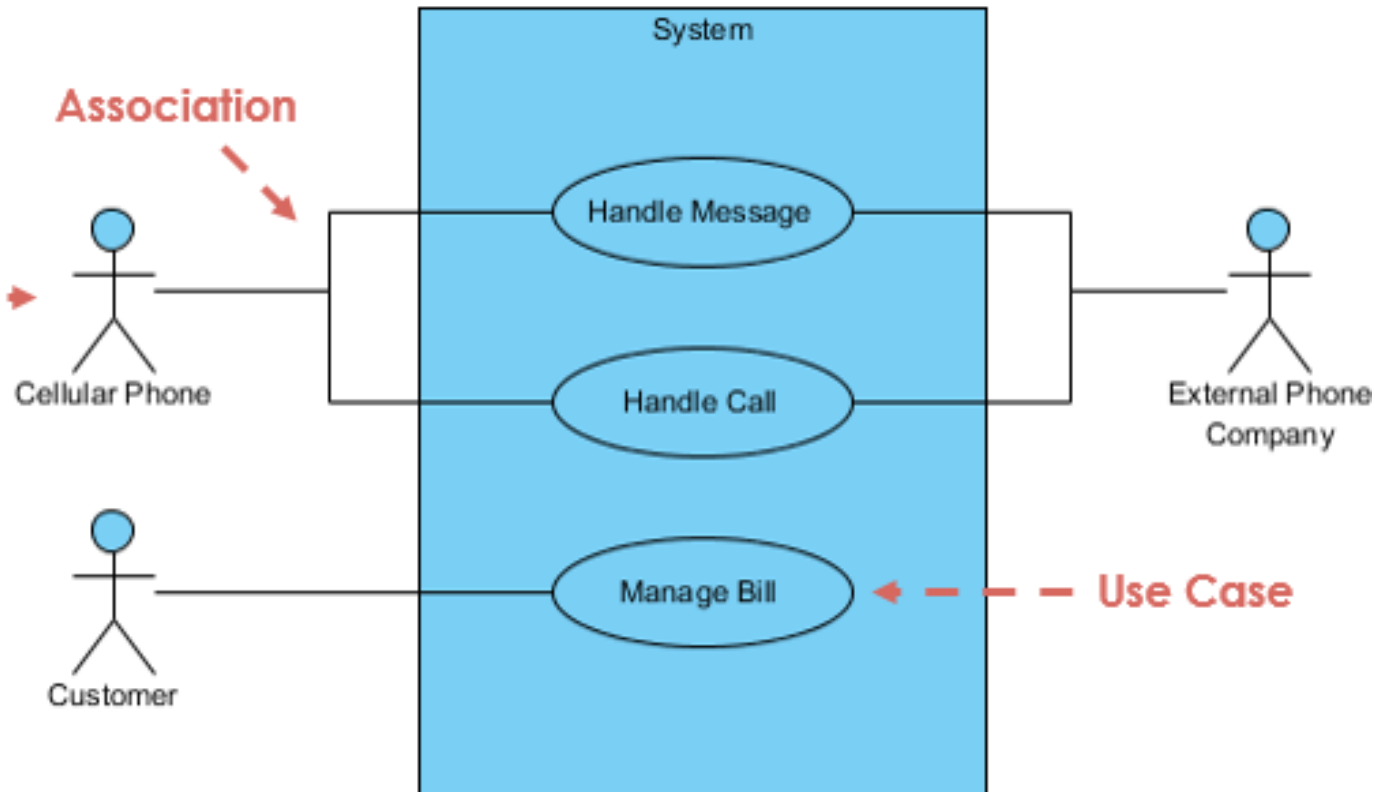 System
Association
Handle Message
Cellular Phone
Handle Call
External Phone
Company
Manage Bill
Use Case
Customer